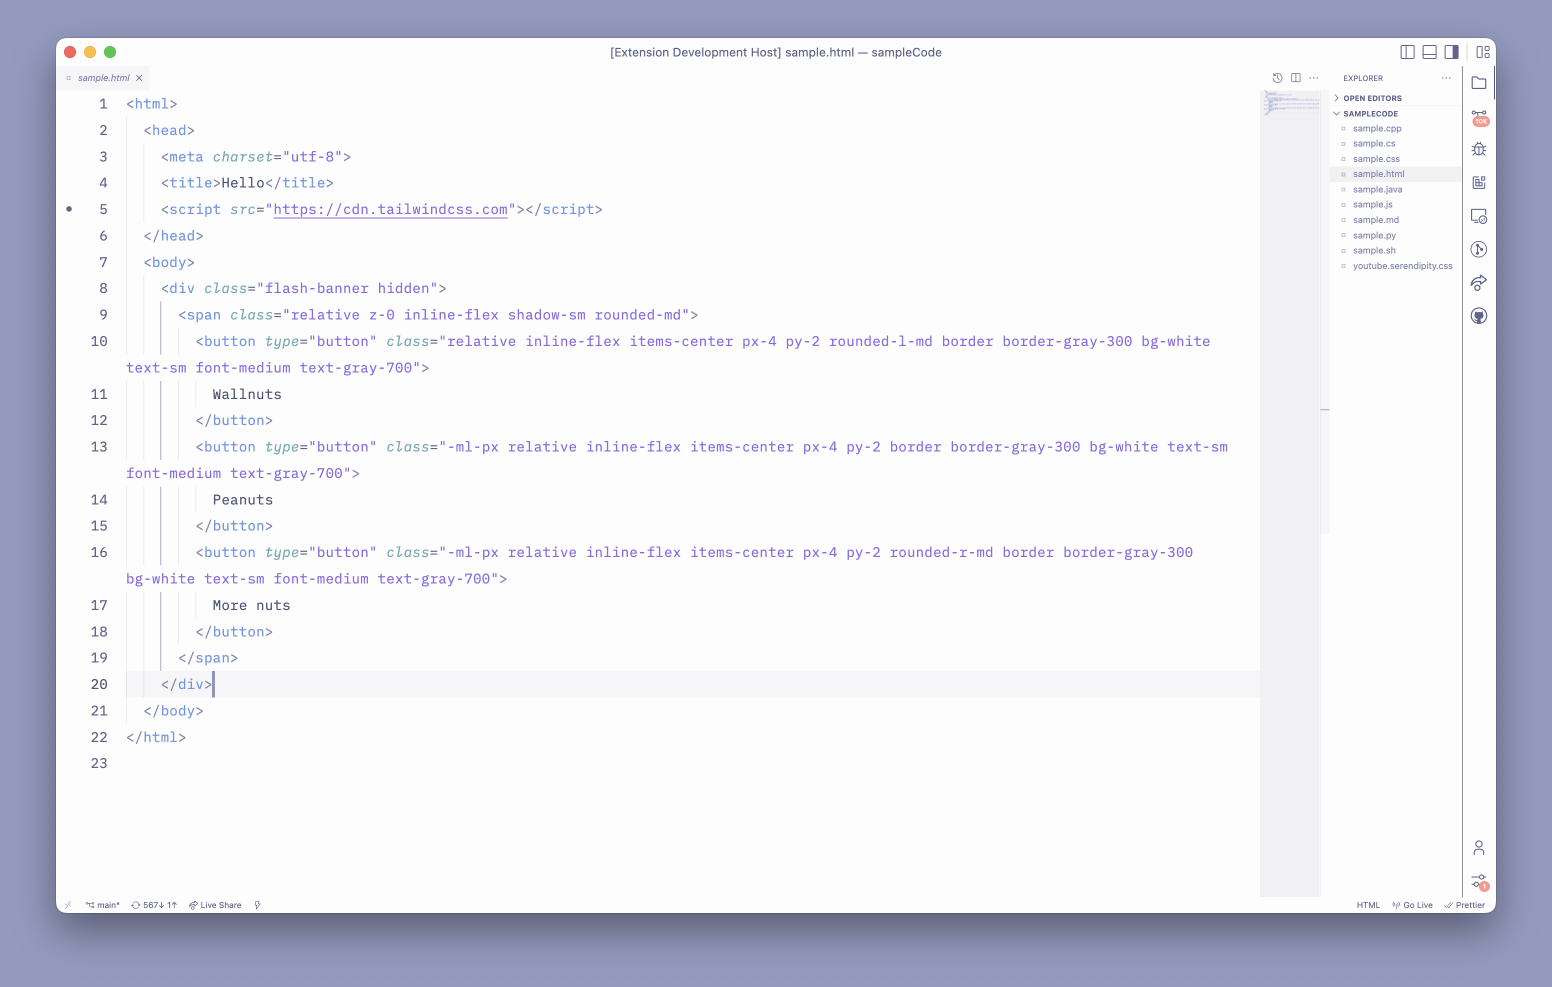 [Extension Development Host] sample.html — sampleCode
sample.html
1 <html>
2 <head>
3 <meta charset="utf-8">
4 <title>Hello</title>
5 <script src="https://cdn.tailwindcss.com"></script>
6 </head>
7 <body>
8 <div class="flash-banner hidden">
9 <span class="relative z-0 inline-flex shadow-sm rounded-md">
10 <button type="button" class="relative inline-flex items-center px-4 py-2 rounded-l-md border border-gray-300 bg-white
text-sm font-medium text-gray-700">
11 Wallnuts
12 </button>
13 <button type="button" class="-ml-px relative inline-flex items-center px-4 py-2 border border-gray-300 bg-white text-sm
font-medium text-gray-700">
14 Peanuts
15 </button>
16 <button type="button" class="-ml-px relative inline-flex items-center px-4 py-2 rounded-r-md border border-gray-300
bg-white text-sm font-medium text-gray-700">
17 More nuts
18 </button>
19 </span>
20 </div>
21 </body>
22 </html>
23
EXPLORER
OPEN EDITORS
SAMPLECODE
sample.cpp
sample.cs
sample.css
sample.html
sample.java
sample.js
sample.md
sample.py
sample.sh
youtube.serendipity.css
10K
1
main* 567↓ 1↑ Live Share
HTML Go Live Prettier